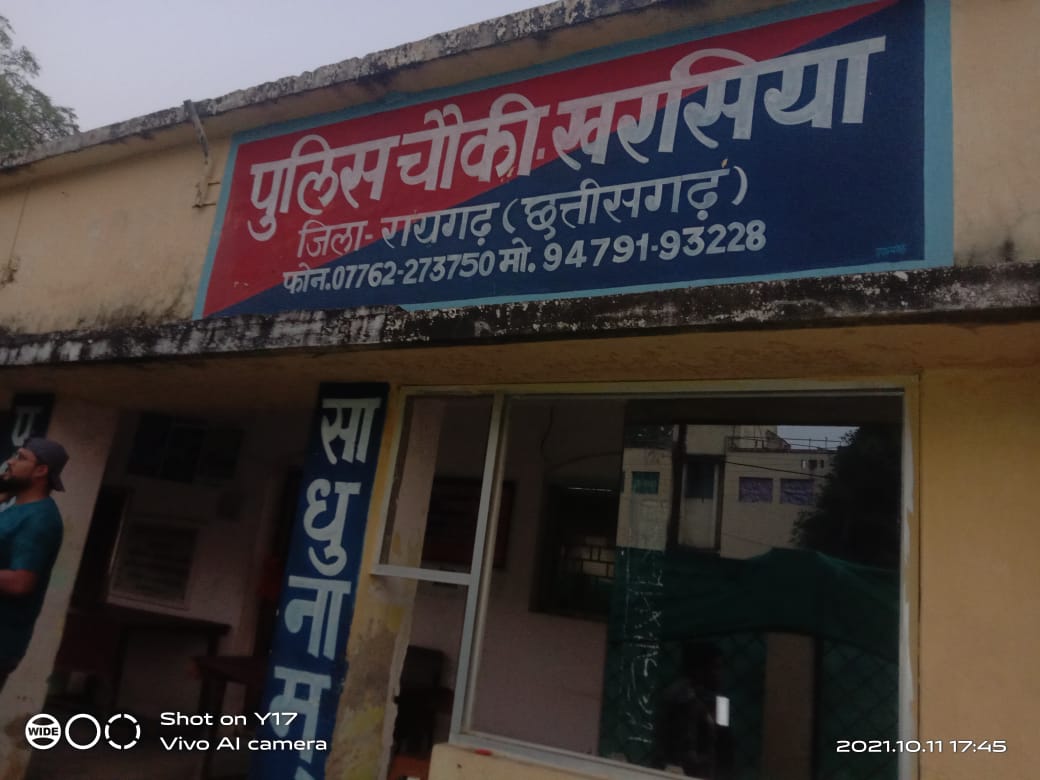 पुलिस चौकी. खरसिया
जिला- रायगढ़ (छत्तीसगढ़)
फोन.07762-273750 मो. 94791-93228
प
साधुनाम
WIDE
Shot on Y17
Vivo AI camera
2021.10.11 17:45